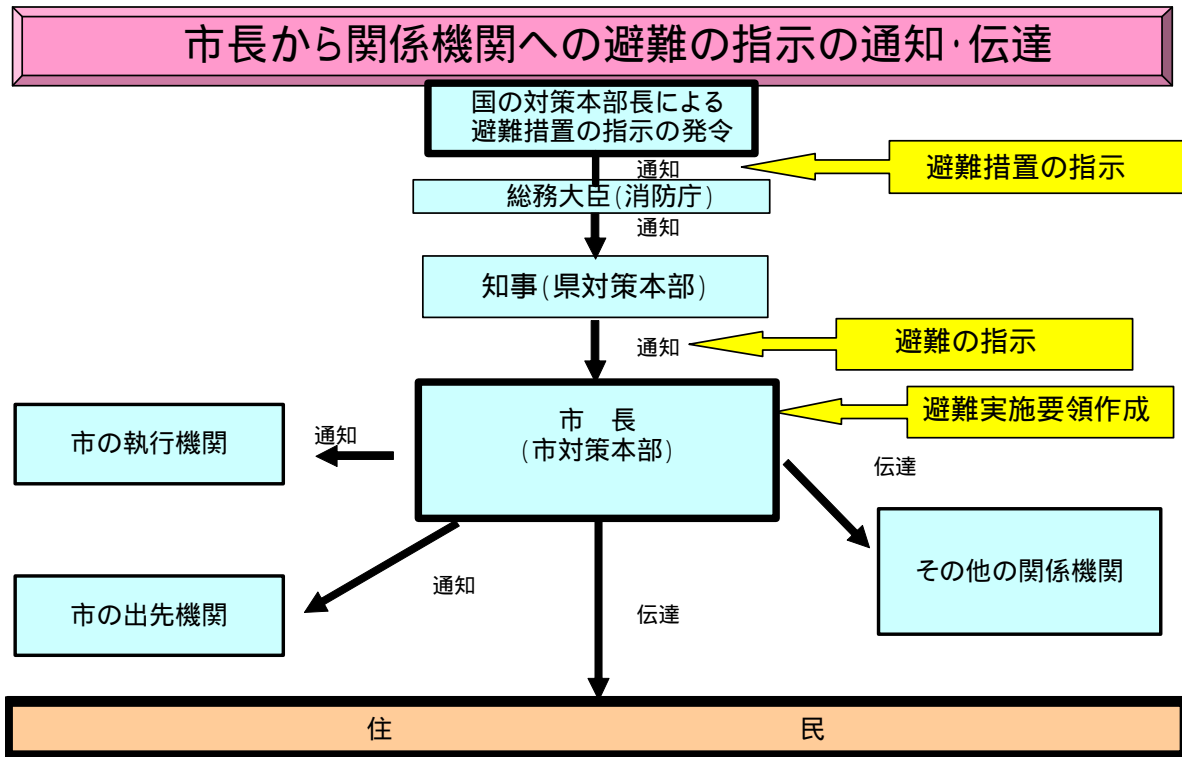 市長から関係機関への避難の指示の通知・伝達
国の対策本部長による
避難措置の指示の発令
通知
避難措置の指示
総務大臣(消防庁)
通知
知事(県対策本部)
通知
避難の指示
市　長
(市対策本部)
避難実施要領作成
市の執行機関
通知
伝達
その他の関係機関
市の出先機関
通知
伝達
住　民